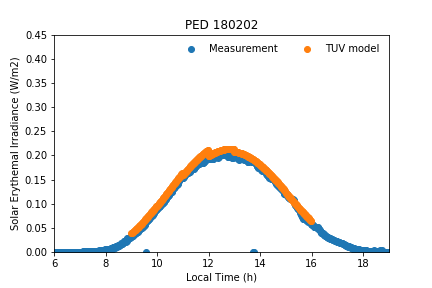 PED 180202
Measurement
TUV model
Solar Erythemal Irradiance (W/m2)
0.45
0.40
0.35
0.30
0.25
0.20
0.15
0.10
0.05
0.00
6 8 10 12 14 16 18
Local Time (h)